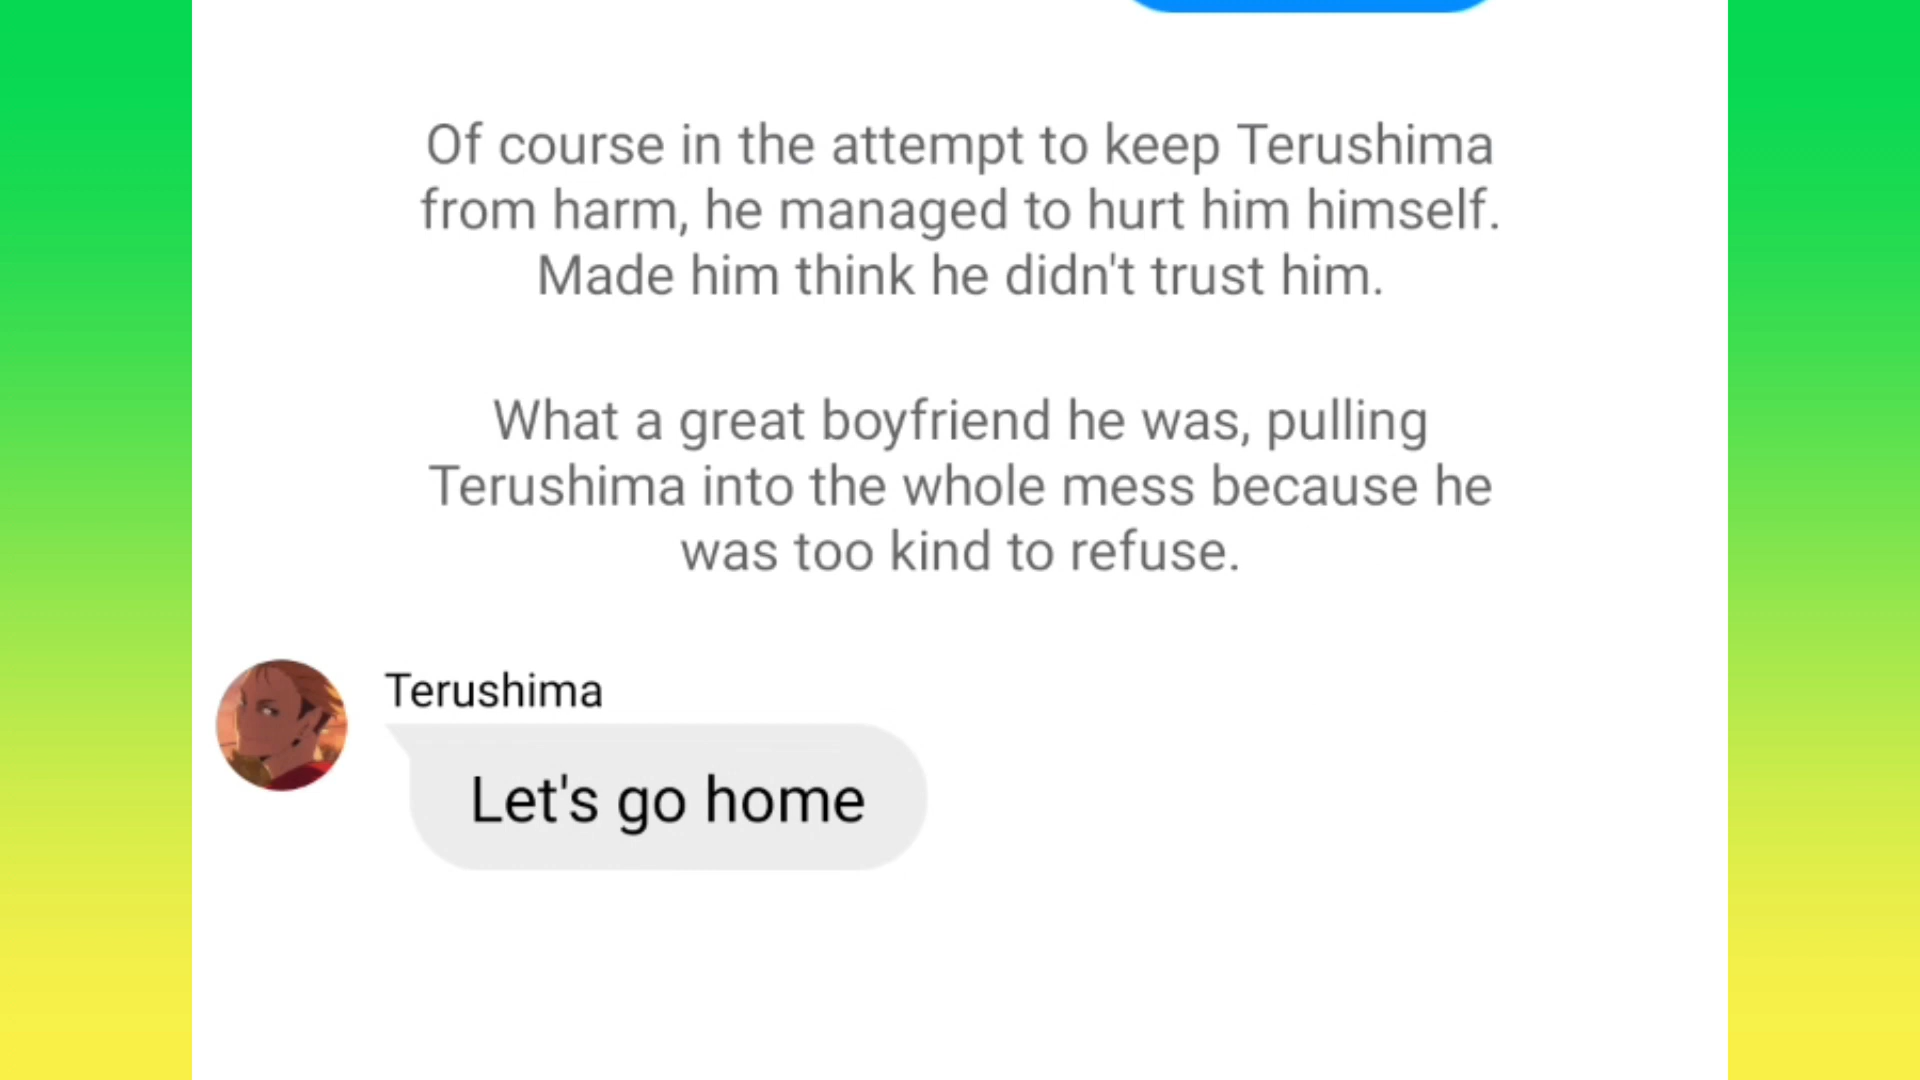 Of course in the attempt to keep Terushima
from harm, he managed to hurt him himself.
Made him think he didn't trust him.
What a great boyfriend he was, pulling
Terushima into the whole mess because he
was too kind to refuse.
Terushima
Let's go home